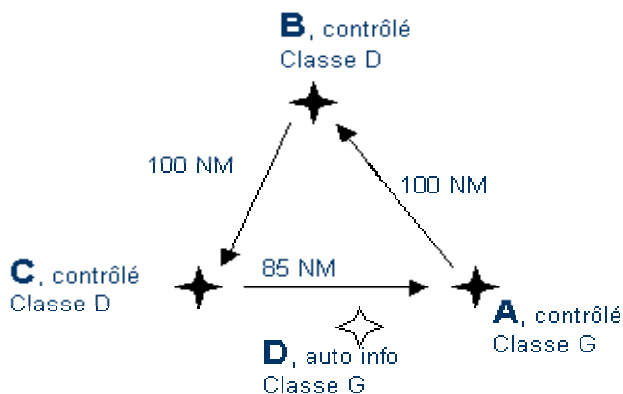 B, contrôlé
Classe D
100 NM
100 NM
C, contrôlé
Classe D
85 NM
A, contrôlé
Classe G
D, auto info
Classe G